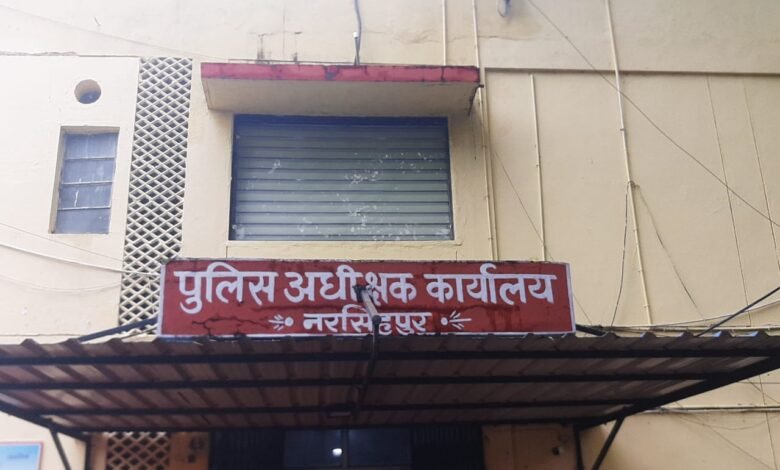 पुलिस अधीक्षक कार्यालय
नरसिंहपुर